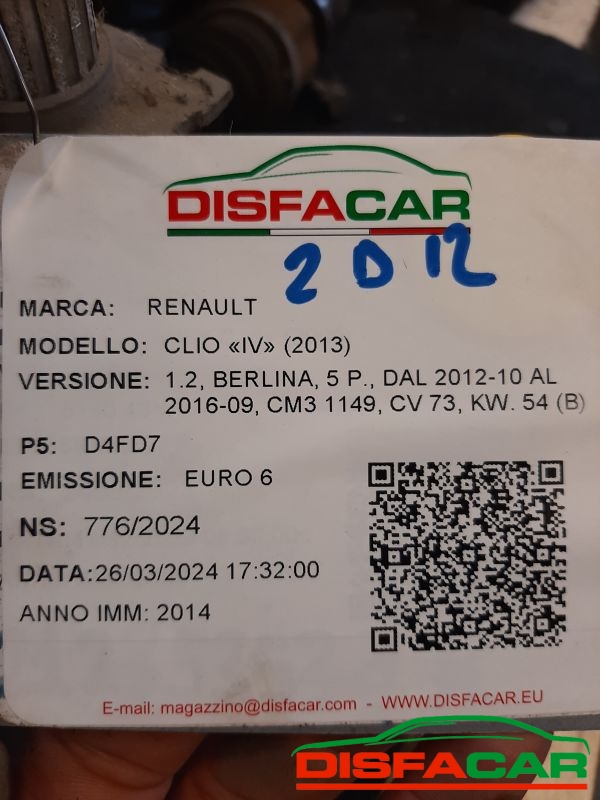 DISFACAR
2 D 12
MARCA: RENAULT
MODELLO: CLIO «IV» (2013)
VERSIONE: 1.2, BERLINA, 5 P., DAL 2012-10 AL
2016-09, CM3 1149, CV 73, KW. 54 (B)
P5: D4FD7
EMISSIONE: EURO 6
NS: 776/2024
DATA:26/03/2024 17:32:00
ANNO IMM: 2014
E-mail: magazzino@disfacar.com - WWW.DISFACAR.EU
DISFACAR